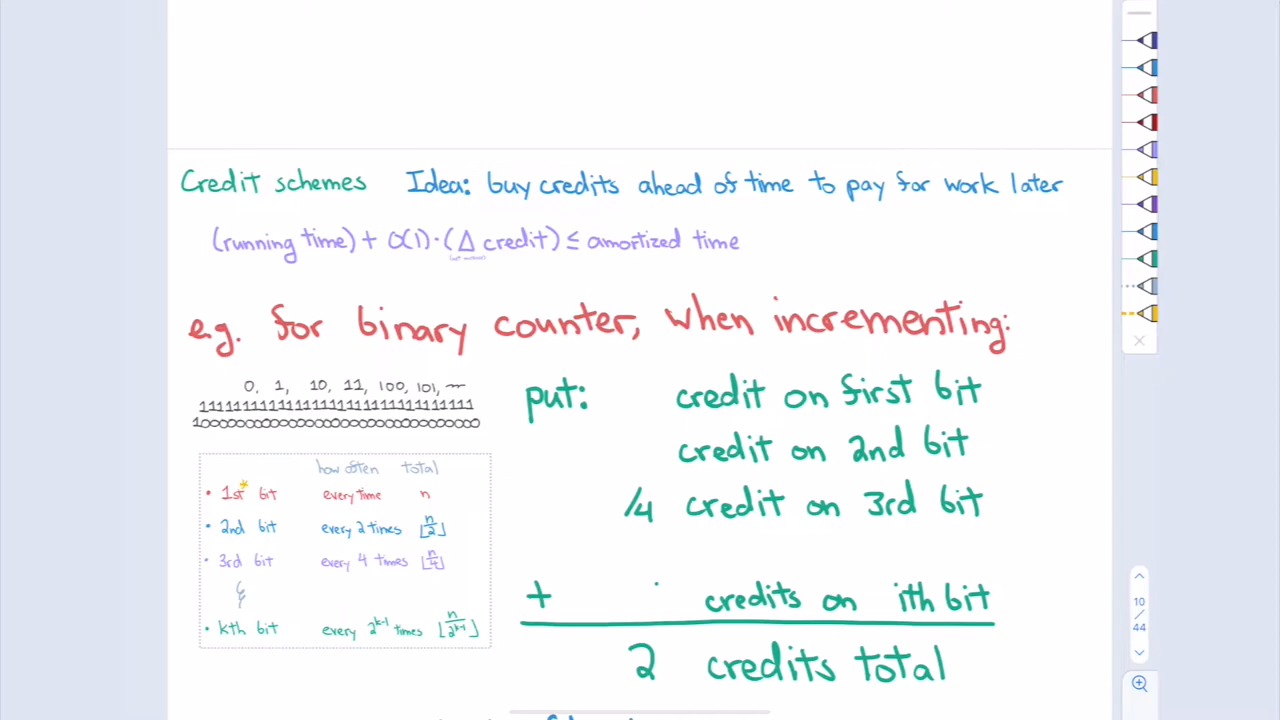 Credit schemes Idea: buy credits ahead of time to pay for work later
(running time) + O(1)·(Δ credit) ≤ amortized time
e.g. for binary counter, when incrementing:
0, 1, 10, 11, 100, 101, ...
1111111111111111111111111
10000000000000000000000000
how often total
• 1st* bit every time n
• 2nd bit every 2 times ⌊n/2⌋
• 3rd bit every 4 times ⌊n/4⌋
• kth bit every 2^(k-1) times ⌊n/2^(k-1)⌋
put: credit on first bit
credit on 2nd bit
/4 credit on 3rd bit
+ credits on ith bit
2 credits total
10
/
44